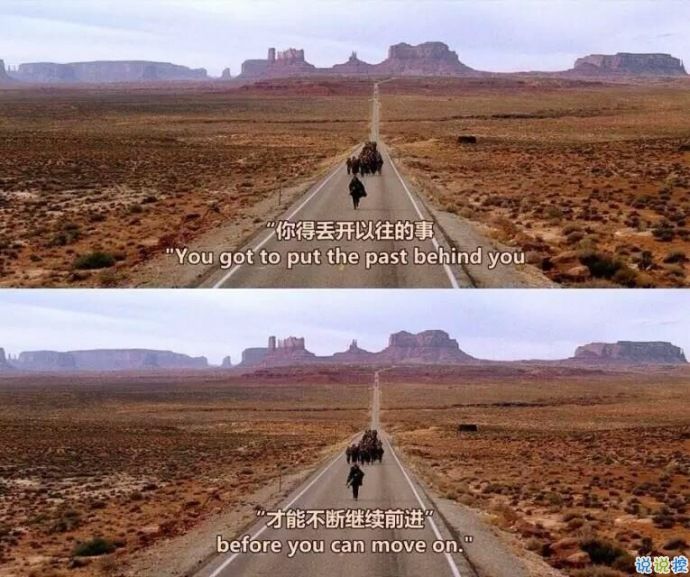 “你得丢开以往的事
"You got to put the past behind you
“才能不断继续前进”
before you can move on."
说说控